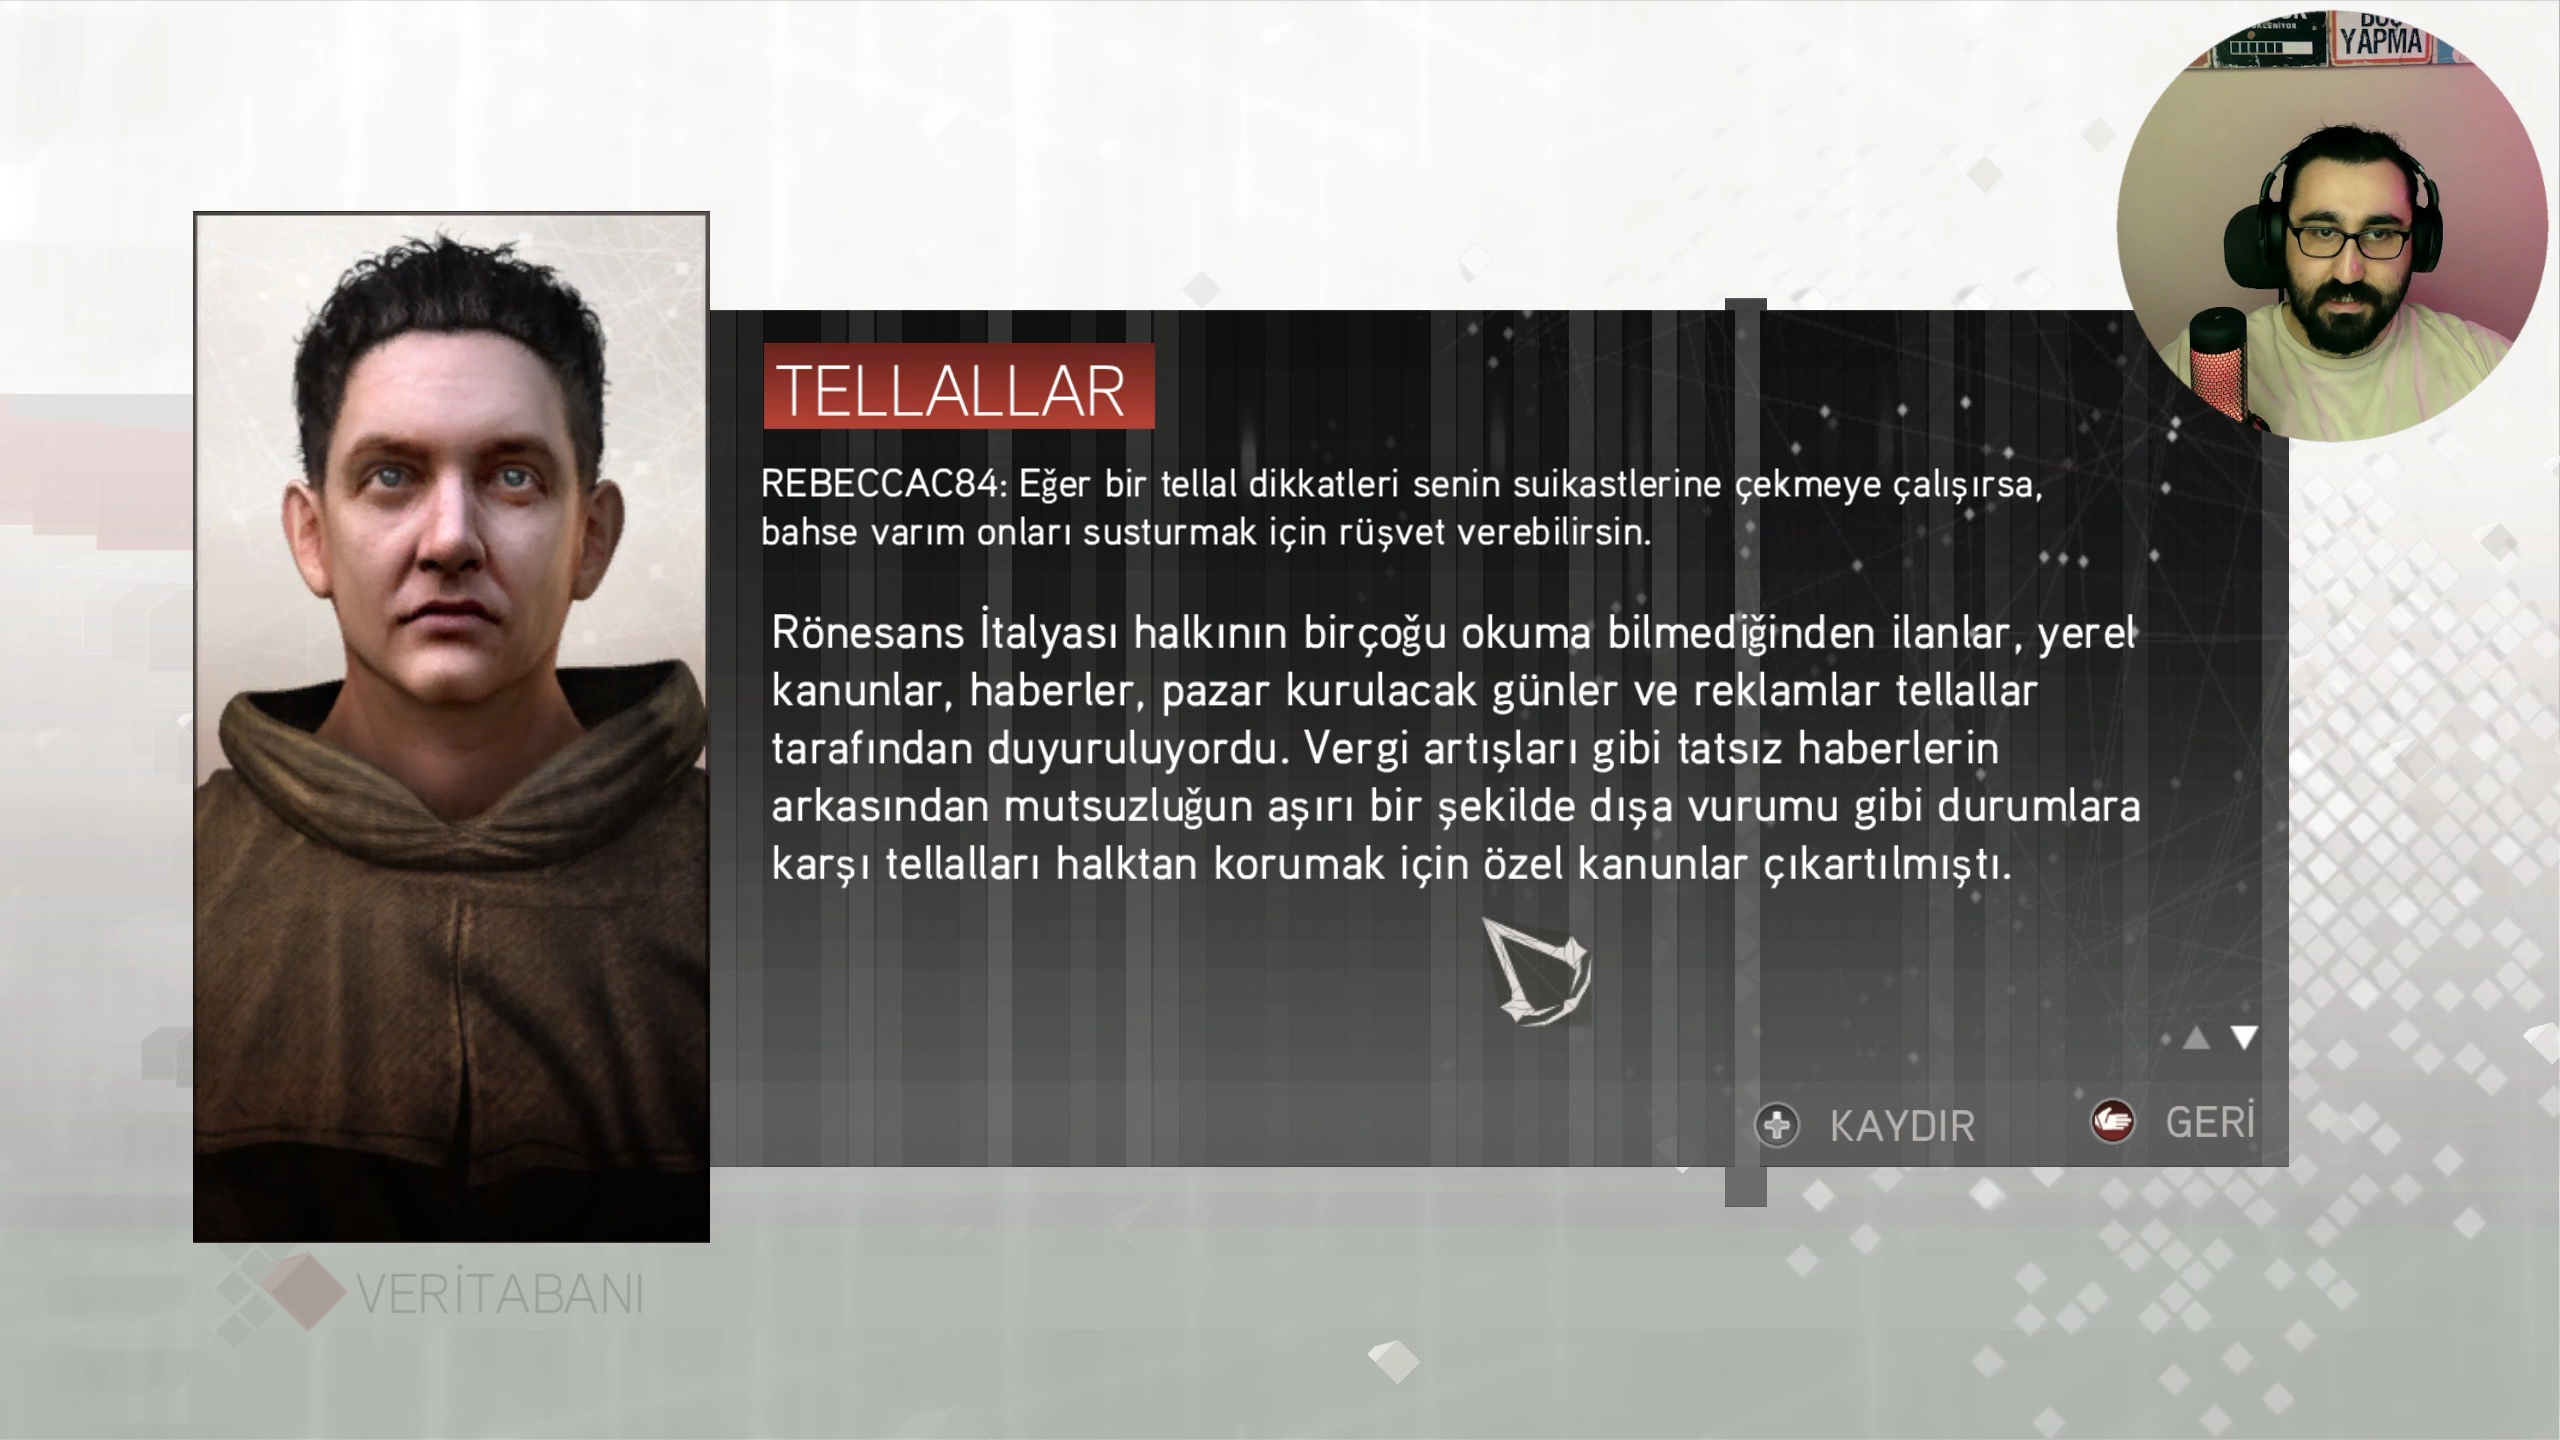 KLENİYOR
BOŞ
YAPMA
TELLALLAR
REBECCAC84: Eğer bir tellal dikkatleri senin suikastlerine çekmeye çalışırsa,
bahse varım onları susturmak için rüşvet verebilirsin.
Rönesans İtalyası halkının birçoğu okuma bilmediğinden ilanlar, yerel
kanunlar, haberler, pazar kurulacak günler ve reklamlar tellallar
tarafından duyuruluyordu. Vergi artışları gibi tatsız haberlerin
arkasından mutsuzluğun aşırı bir şekilde dışa vurumu gibi durumlara
karşı tellalları halktan korumak için özel kanunlar çıkartılmıştı.
KAYDIR
GERİ
VERİTABANI